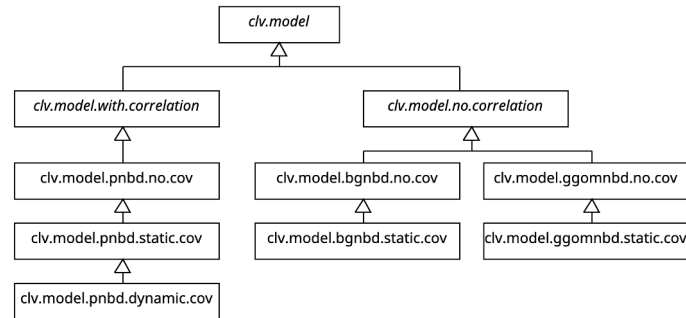 clv.model
clv.model.with.correlation
clv.model.no.correlation
clv.model.pnbd.no.cov
clv.model.bgnbd.no.cov
clv.model.ggomnbd.no.cov
clv.model.pnbd.static.cov
clv.model.bgnbd.static.cov
clv.model.ggomnbd.static.cov
clv.model.pnbd.dynamic.cov